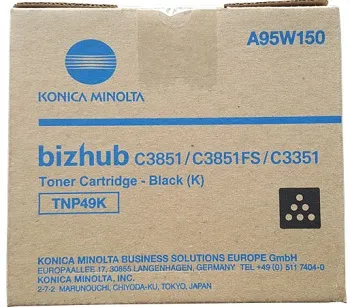 A95W150
KONICA MINOLTA
bizhub C3851/C3851FS/C3351
Toner Cartridge - Black (K)
TNP49K
KONICA MINOLTA BUSINESS SOLUTIONS EUROPE GmbH
EUROPAALLEE 17, 30855 LANGENHAGEN, GERMANY TEL +49 (0) 511 7404-0
KONICA MINOLTA, INC.
2-7-2 MARUNOUCHI, CHIYODA-KU, TOKYO, JAPAN